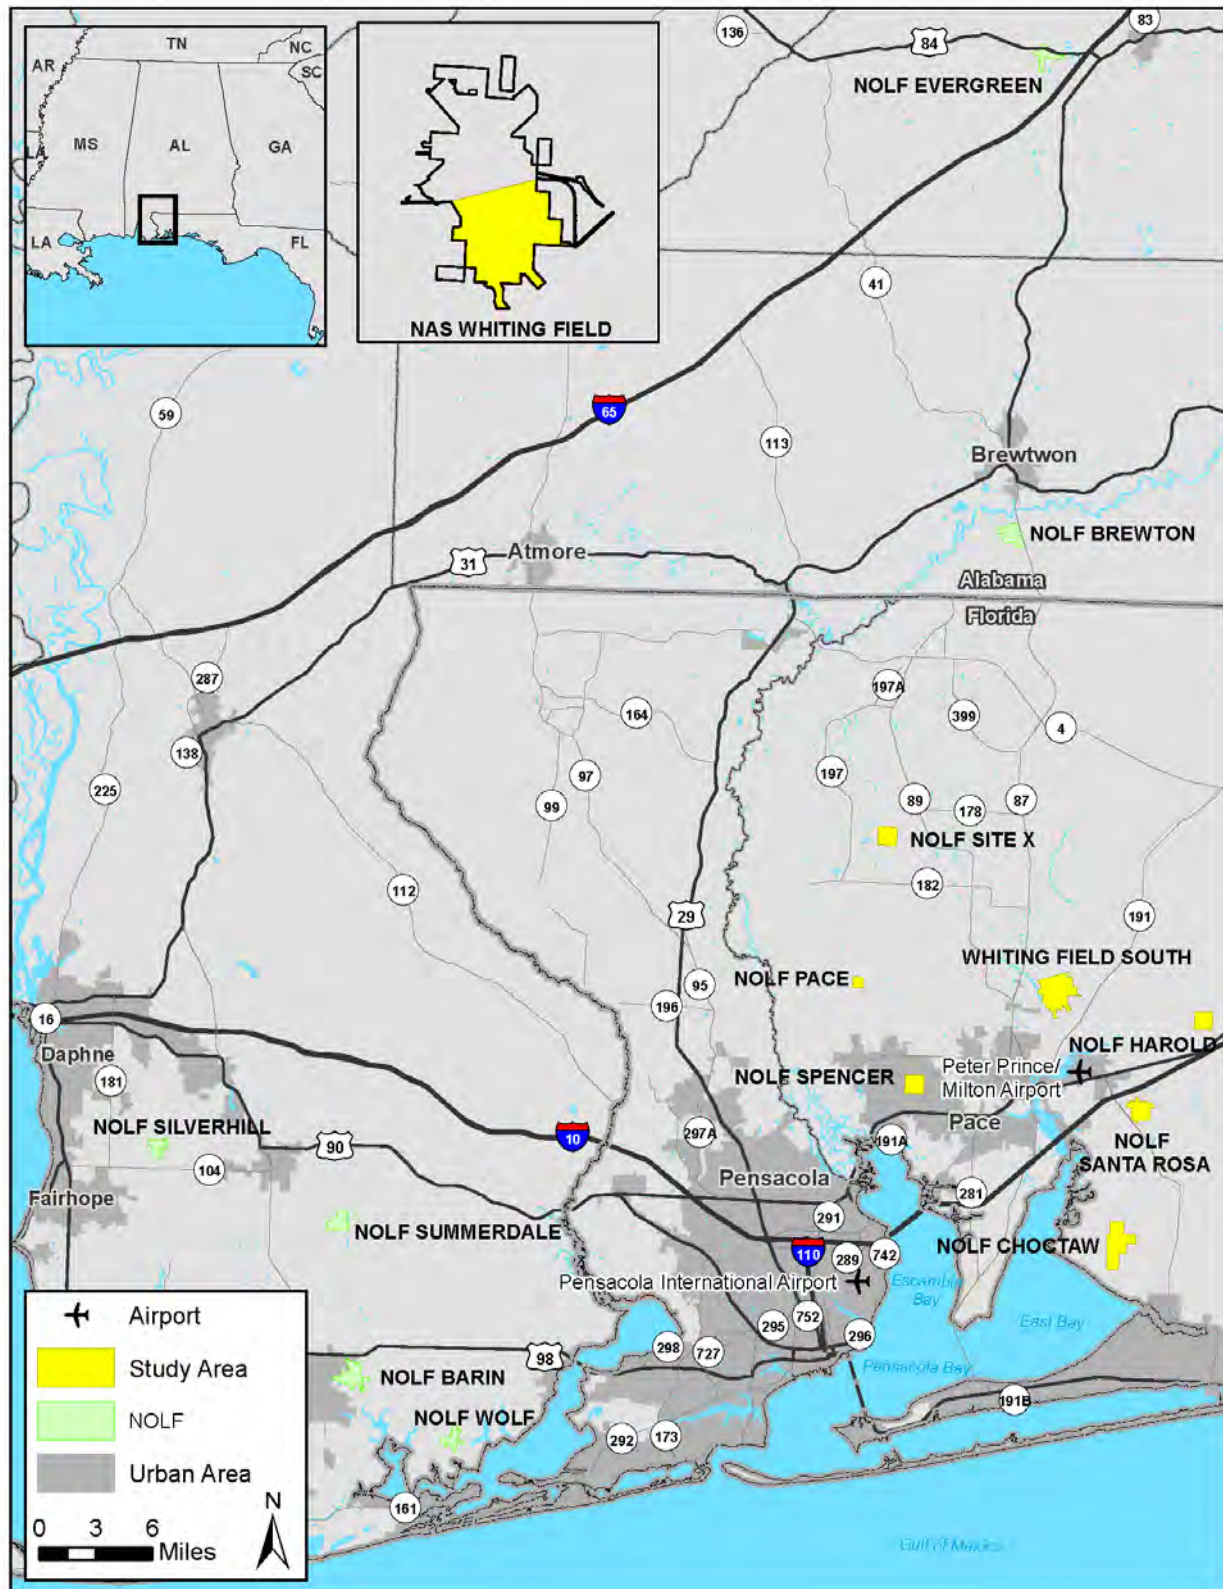 TN
NC
SC
AR
MS
AL
GA
LA
LA
FL
NAS WHITING FIELD
136
84
83
NOLF EVERGREEN
41
65
59
113
Brewtwon
NOLF BREWTON
31
Atmore
Alabama
Florida
287
197A
164
399
4
138
197
97
225
99
89
178
87
NOLF SITE X
112
182
29
191
WHITING FIELD SOUTH
NOLF PACE
95
196
16
NOLF HAROLD
Daphne
Peter Prince/
Milton Airport
181
NOLF SPENCER
NOLF SILVERHILL
297A
10
Pace
NOLF
SANTA ROSA
90
191A
104
Pensacola
281
Fairhope
291
NOLF SUMMERDALE
110
289
742
NOLF CHOCTAW
Pensacola International Airport
Escambia
Bay
752
295
East Bay
296
298
727
98
Pensacola Bay
NOLF BARIN
191B
NOLF WOLF
292
173
161
Gulf of Mexico
Airport
Study Area
NOLF
Urban Area
N
0 3 6
Miles